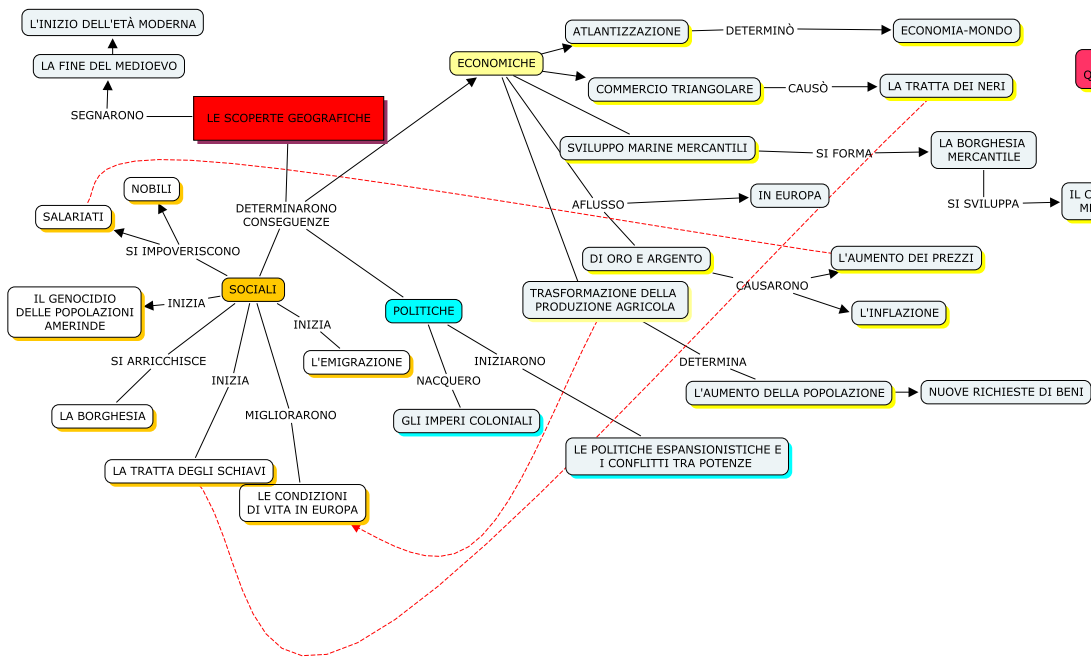 L'INIZIO DELL'ETÀ MODERNA
LA FINE DEL MEDIOEVO
SEGNARONO
LE SCOPERTE GEOGRAFICHE
DETERMINARONO
CONSEGUENZE
ECONOMICHE
ATLANTIZZAZIONE
DETERMINÒ
ECONOMIA-MONDO
COMMERCIO TRIANGOLARE
CAUSÒ
LA TRATTA DEI NERI
SVILUPPO MARINE MERCANTILI
SI FORMA
LA BORGHESIA
MERCANTILE
SI SVILUPPA
IL C
AFLUSSO
IN EUROPA
DI ORO E ARGENTO
CAUSARONO
L'AUMENTO DEI PREZZI
L'INFLAZIONE
TRASFORMAZIONE DELLA
PRODUZIONE AGRICOLA
DETERMINA
L'AUMENTO DELLA POPOLAZIONE
NUOVE RICHIESTE DI BENI
NOBILI
SALARIATI
SI IMPOVERISCONO
SOCIALI
INIZIA
IL GENOCIDIO
DELLE POPOLAZIONI
AMERINDE
SI ARRICCHISCE
LA BORGHESIA
INIZIA
LA TRATTA DEGLI SCHIAVI
MIGLIORARONO
LE CONDIZIONI
DI VITA IN EUROPA
INIZIA
L'EMIGRAZIONE
POLITICHE
NACQUERO
GLI IMPERI COLONIALI
INIZIARONO
LE POLITICHE ESPANSIONISTICHE E
I CONFLITTI TRA POTENZE